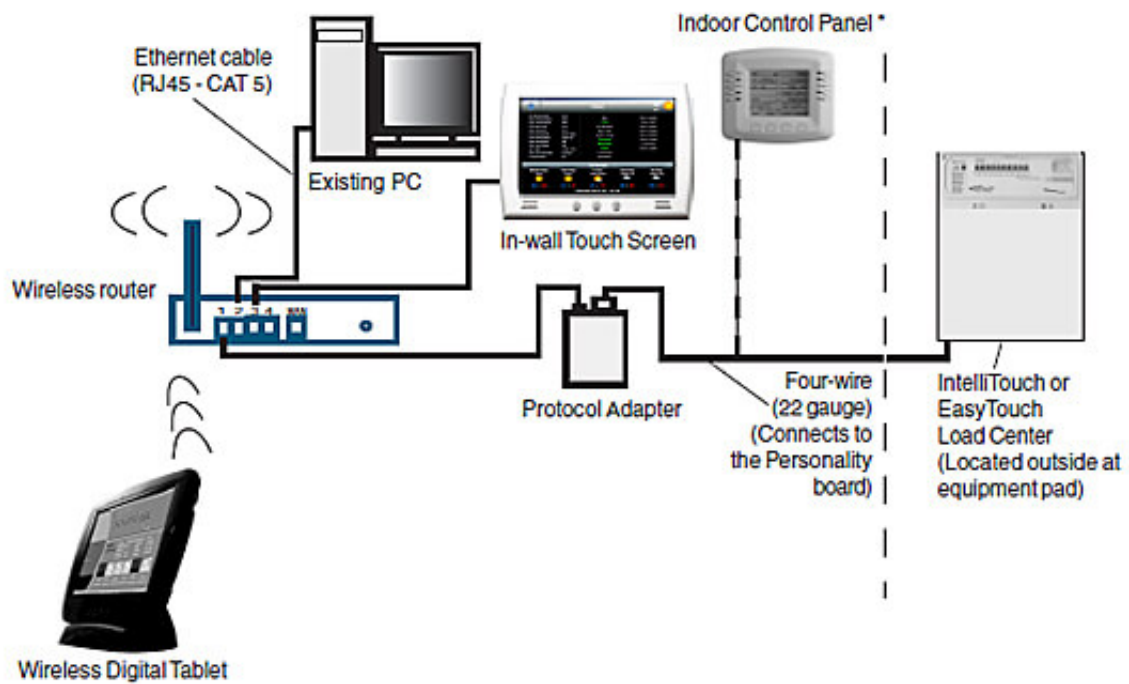 Indoor Control Panel *
Ethernet cable
(RJ45 - CAT 5)
Existing PC
In-wall Touch Screen
Wireless router
1 2 3 4
Protocol Adapter
Four-wire
(22 gauge)
(Connects to
the Personality
board)
IntelliTouch or
EasyTouch
Load Center
(Located outside at
equipment pad)
Wireless Digital Tablet